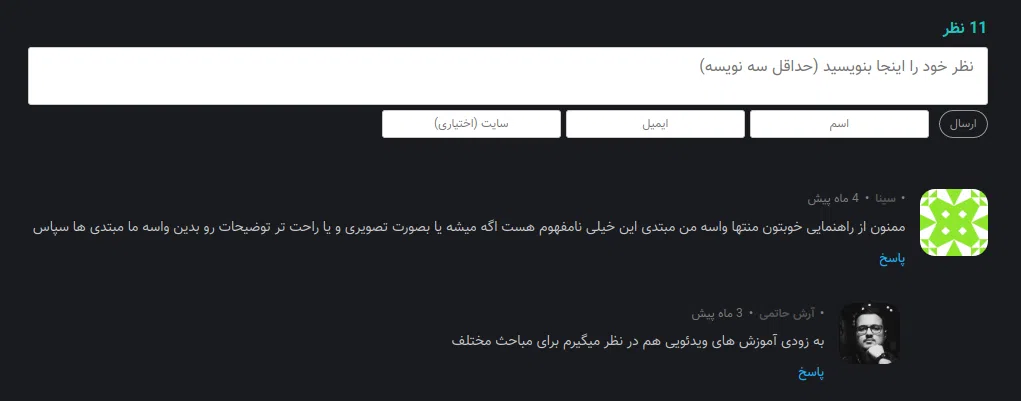 11 نظر
نظر خود را اینجا بنویسید (حداقل سه نویسه)
ارسال
اسم
ایمیل
سایت (اختیاری)
• سینا • 4 ماه پیش
ممنون از راهنمایی خوبتون منتها واسه من مبتدی این خیلی نامفهوم هست اگه میشه یا بصورت تصویری و یا راحت تر توضیحات رو بدین واسه ما مبتدی ها سپاس
پاسخ
• آرش حاتمی • 3 ماه پیش
به زودی آموزش های ویدئویی هم در نظر میگیرم برای مباحث مختلف
پاسخ